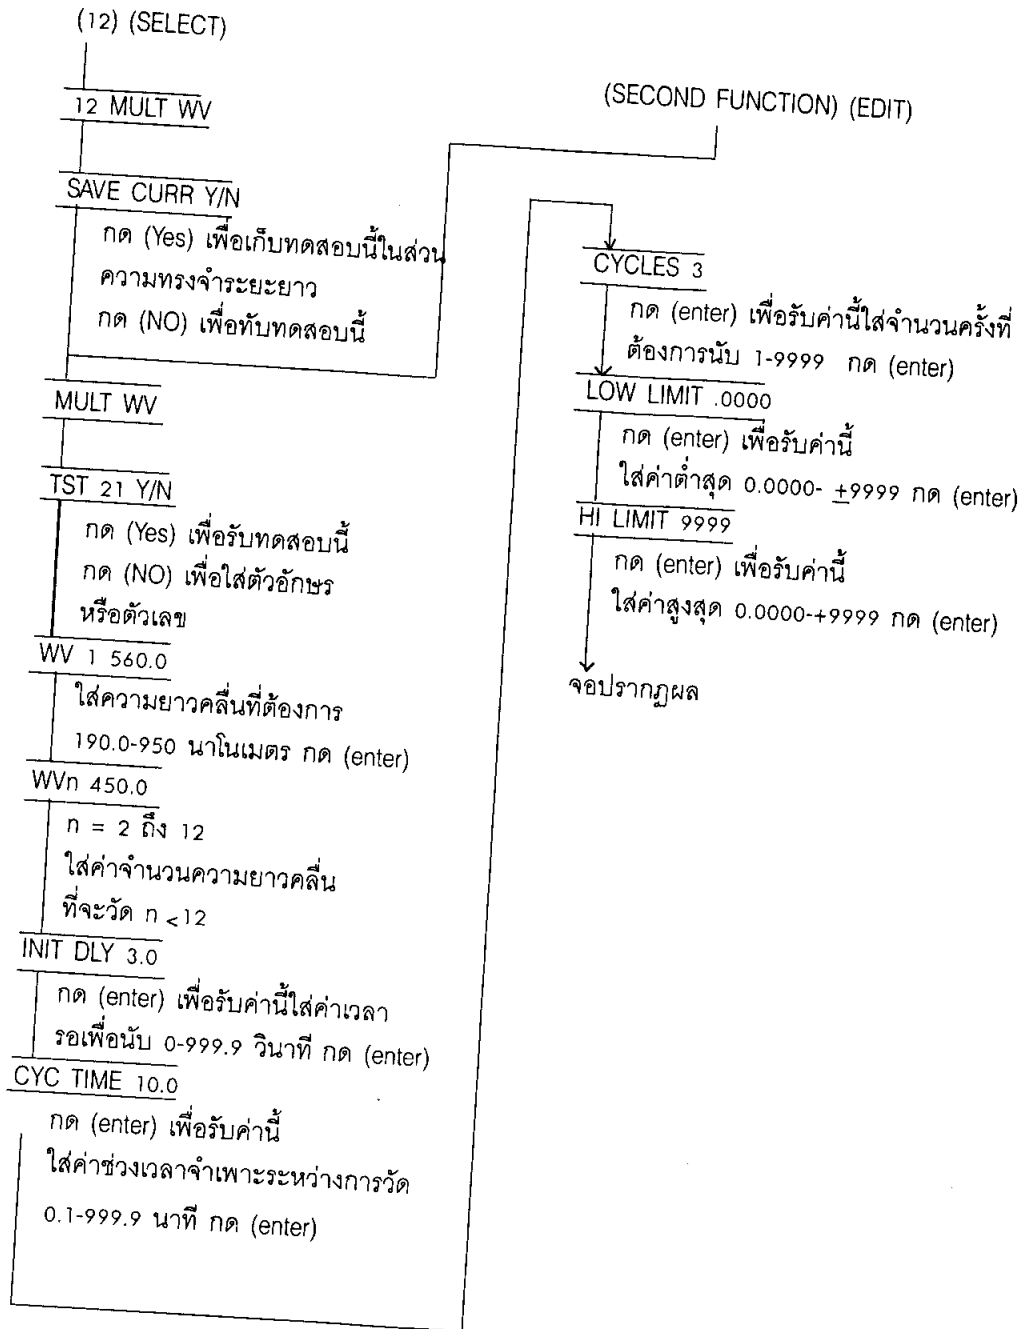 (12) (SELECT)
12 MULT WV
SAVE CURR Y/N
กด (Yes) เพื่อเก็บทดสอบนี้ในส่วน
ความทรงจำระยะยาว
กด (NO) เพื่อทับทดสอบนี้
MULT WV
TST 21 Y/N
กด (Yes) เพื่อรับทดสอบนี้
กด (NO) เพื่อใส่ตัวอักษร
หรือตัวเลข
WV 1 560.0
ใส่ความยาวคลื่นที่ต้องการ
190.0-950 นาโนเมตร กด (enter)
WVn 450.0
n = 2 ถึง 12
ใส่ค่าจำนวนความยาวคลื่น
ที่จะวัด n <12
INIT DLY 3.0
กด (enter) เพื่อรับค่านี้ใส่ค่าเวลา
รอเพื่อนับ 0-999.9 วินาที กด (enter)
CYC TIME 10.0
กด (enter) เพื่อรับค่านี้
ใส่ค่าช่วงเวลาจำเพาะระหว่างการวัด
0.1-999.9 นาที กด (enter)
(SECOND FUNCTION) (EDIT)
CYCLES 3
กด (enter) เพื่อรับค่านี้ใส่จำนวนครั้งที่
ต้องการนับ 1-9999 กด (enter)
LOW LIMIT .0000
กด (enter) เพื่อรับค่านี้
ใส่ค่าต่ำสุด 0.0000- ±9999 กด (enter)
HI LIMIT 9999
กด (enter) เพื่อรับค่านี้
ใส่ค่าสูงสุด 0.0000-+9999 กด (enter)
จอปรากฏผล